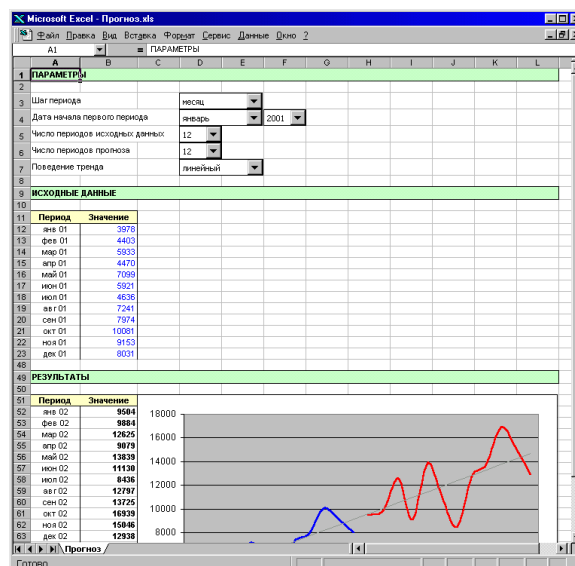 Microsoft Excel - Прогноз.xls
Файл Правка Вид Вставка Формат Сервис Данные Окно ?
A1 = ПАРАМЕТРЫ
A B C D E F G H I J K L
1 ПАРАМЕТРЫ
2
3 Шаг периода месяц
4 Дата начала первого периода январь 2001
5 Число периодов исходных данных 12
6 Число периодов прогноза 12
7 Поведение тренда линейный
8
9 ИСХОДНЫЕ ДАННЫЕ
10
11 Период Значение
12 янв 01 3978
13 фев 01 4403
14 мар 01 5933
15 апр 01 4470
16 май 01 7099
17 июн 01 5921
18 июл 01 4636
19 авг 01 7241
20 сен 01 7974
21 окт 01 10081
22 ноя 01 9153
23 дек 01 8031
48
49 РЕЗУЛЬТАТЫ
50
51 Период Значение
52 янв 02 9504 18000
53 фев 02 9884
54 мар 02 12625 16000
55 апр 02 9079
56 май 02 13839 14000
57 июн 02 11130
58 июл 02 8436 12000
59 авг 02 12797
60 сен 02 13725 10000
61 окт 02 16939
62 ноя 02 15046 8000
63 дек 02 12938
Прогноз
Готово